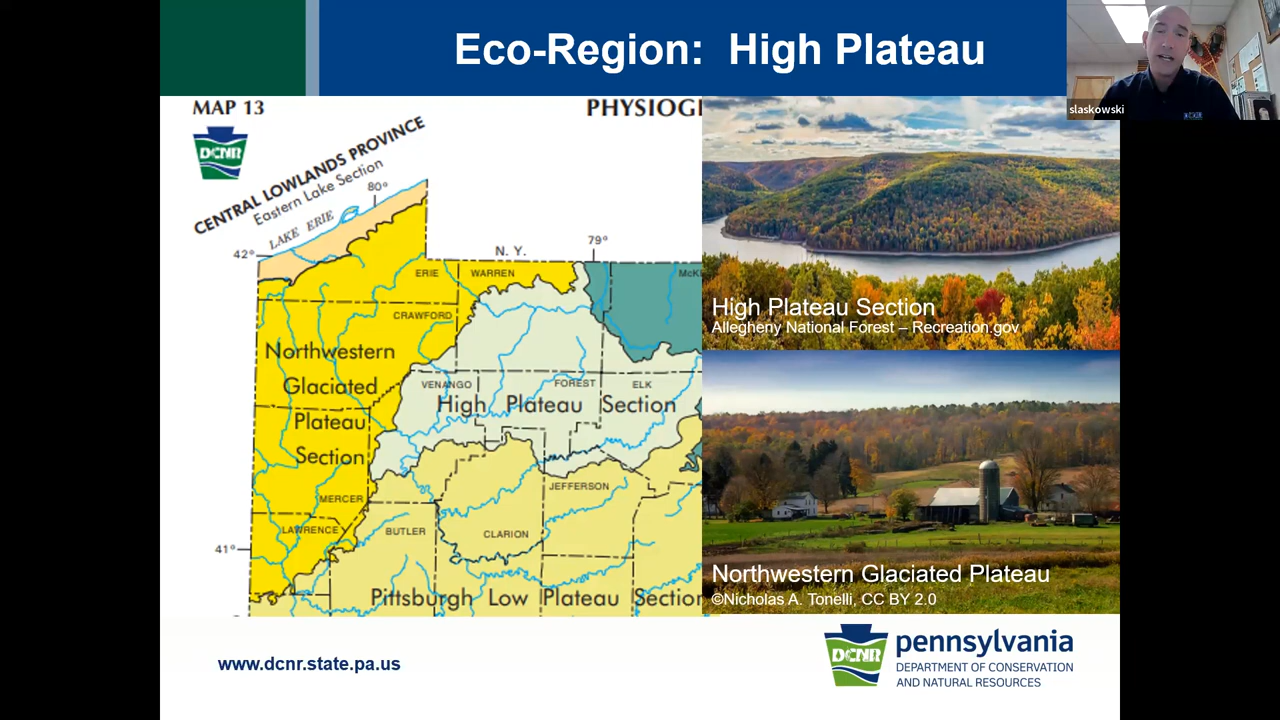 Eco-Region: High Plateau
slaskowski
MAP 13
PHYSIOG
DCNR
CENTRAL LOWLANDS PROVINCE
Eastern Lake Section
80°
LAKE ERIE
42°
N. Y.
79°
ERIE
WARREN
McK
CRAWFORD
Northwestern
Glaciated
Plateau
Section
VENANGO
FOREST
ELK
High Plateau Section
MERCER
JEFFERSON
LAWRENCE
BUTLER
CLARION
41°
Pittsburgh Low Plateau Section
High Plateau Section
Allegheny National Forest – Recreation.gov
Northwestern Glaciated Plateau
©Nicholas A. Tonelli, CC BY 2.0
www.dcnr.state.pa.us
DCNR
pennsylvania
DEPARTMENT OF CONSERVATION
AND NATURAL RESOURCES